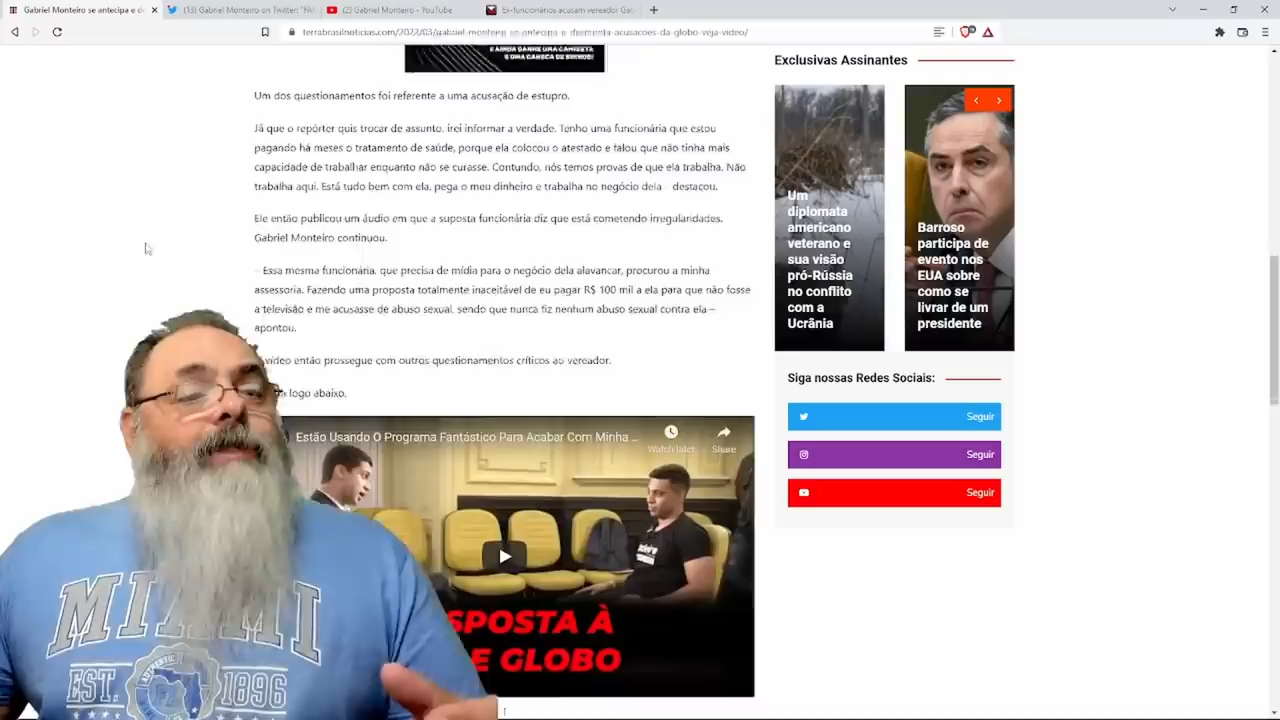 Gabriel Monteiro se antecipa e d
(13) Gabriel Monteiro on Twitter: "FA
(2) Gabriel Monteiro - YouTube
Ex-funcionários acusam vereador Ga
terrabrasilnoticias.com/2022/03/gabriel-monteiro-se-antecipa-e-desmonta-acusacoes-da-globo-veja-video/
E AINDA GANHE UMA CAMISETA
E UMA CANECA DE BRINDE!
Um dos questionamentos foi referente a uma acusação de estupro.
Já que o repórter quis trocar de assunto, irei informar a verdade. Tenho uma funcionária que estou
pagando há meses o tratamento de saúde, porque ela colocou o atestado e falou que não tinha mais
capacidade de trabalhar enquanto não se curasse. Contundo, nós temos provas de que ela trabalha. Não
trabalha aqui. Está tudo bem com ela, pega o meu dinheiro e trabalha no negócio dela – destacou.
Ele então publicou um áudio em que a suposta funcionária diz que está cometendo irregularidades.
Gabriel Monteiro continuou.
– Essa mesma funcionária, que precisa de mídia para o negócio dela alavancar, procurou a minha
assessoria. Fazendo uma proposta totalmente inaceitável de eu pagar R$ 100 mil a ela para que não fosse
a televisão e me acusasse de abuso sexual, sendo que nunca fiz nenhum abuso sexual contra ela –
apontou.
vídeo então prossegue com outros questionamentos críticos ao vereador.
logo abaixo.
Estão Usando O Programa Fantástico Para Acabar Com Minha ...
Watch later
Share
SPOSTA À
E GLOBO
Exclusivas Assinantes
Um
diplomata
americano
veterano e
sua visão
pró-Rússia
no conflito
com a
Ucrânia
Barroso
participa de
evento nos
EUA sobre
como se
livrar de um
presidente
Siga nossas Redes Sociais:
Seguir
Seguir
Seguir
MIAMI
AUTHENTIC
EST. 1896